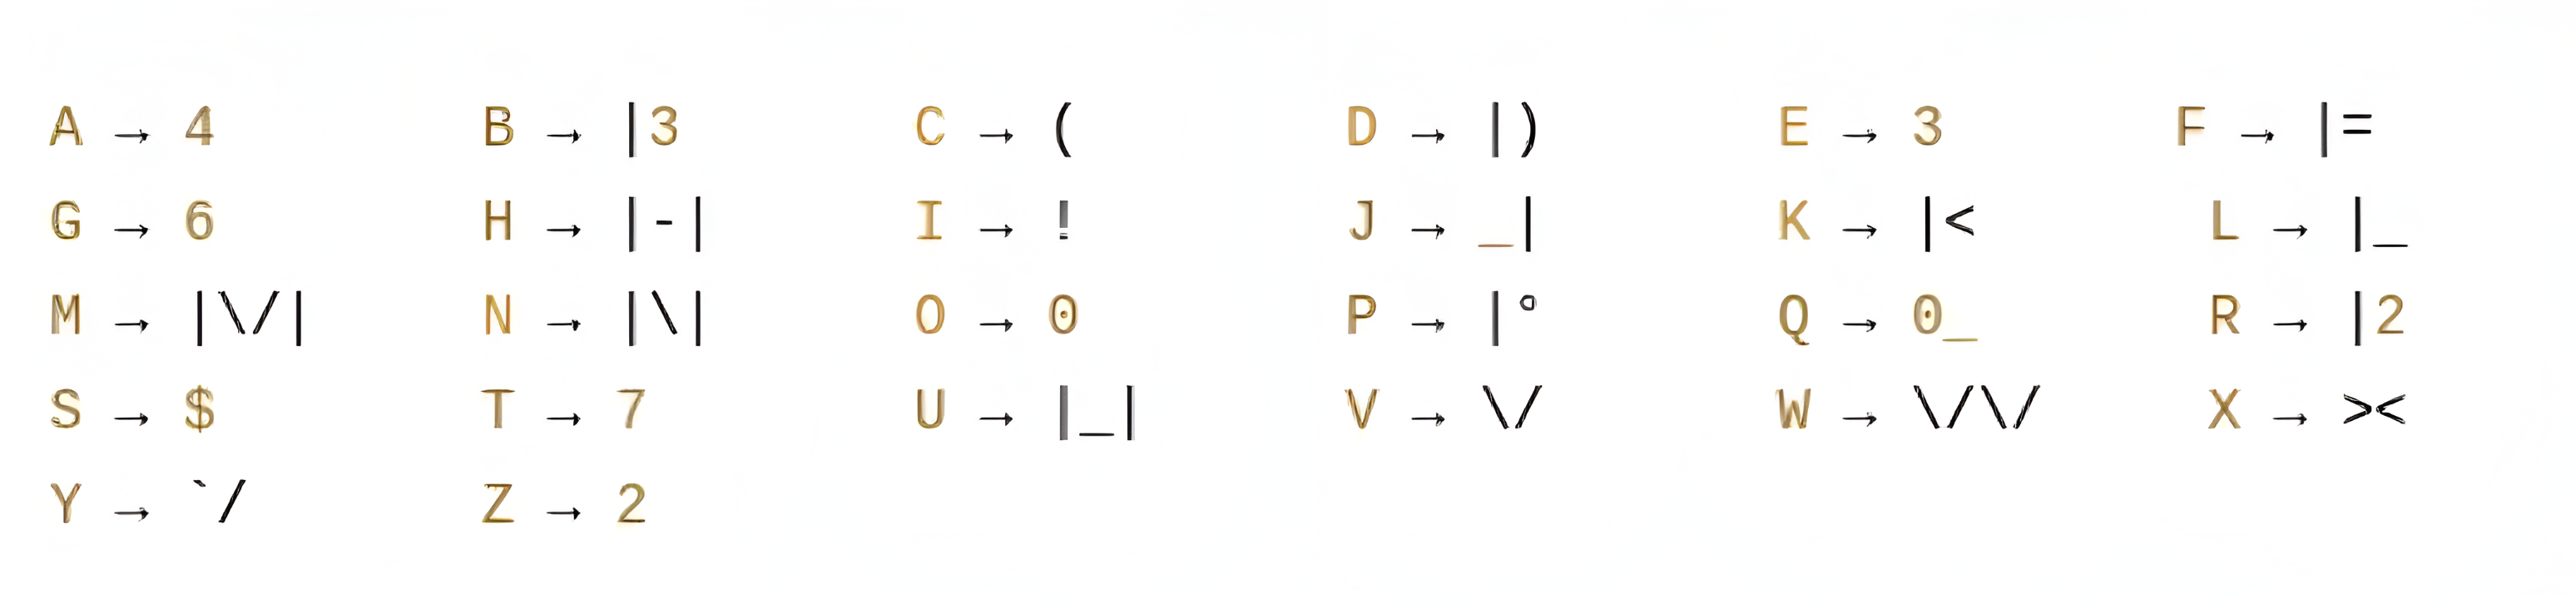 A → 4 B → |3 C → ( D → |) E → 3 F → |=
G → 6 H → |-| I → ! J → _| K → |< L → |_
M → |\/| N → |\| O → 0 P → |° Q → 0_ R → |2
S → $ T → 7 U → |_| V → \/ W → \/\/ X → ><
Y → `/ Z → 2